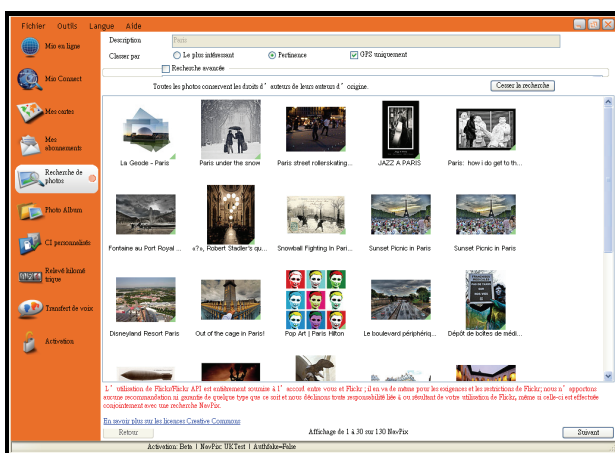 Fichier Outils Langue Aide
Mio en ligne
Mio Connect
Mes cartes
Mes
abonnements
Recherche de
photos
Photo Album
CI personnalisés
Relevé kilomé
trique
Transfert de voix
Activation
Description Paris
Classer par Le plus intéressant Pertinence GPS uniquement
Recherche avancée
Toutes les photos conservent les droits d'auteurs de leurs auteurs d'origine. Cesser la recherche
La Geode - Paris Paris under the snow Paris street rollerskating... JAZZ A PARIS Paris: how i do get to th...
Fontaine au Port Royal ... «?», Robert Stadler's qu... Snowball Fighting In Pari... Sunset Picnic in Paris Sunset Picnic in Paris
Disneyland Resort Paris Out of the cage in Paris! Pop Art | Paris Hilton Le boulevard périphériq... Dépôt de boîtes de médi...
L'utilisation de Flickr/Flickr API est entièrement soumise à l'accord entre vous et Flickr; il en va de même pour les exigences et les restrictions de Flickr; nous n'apportons
aucune recommandation ni garantie de quelque type que ce soit et nous déclinons toute responsabilité liée à ou résultant de votre utilisation de Flickr, même si celle-ci est effectuée
conjointement avec une recherche NavPix.
En savoir plus sur les licences Creative Commons
Retour Affichage de 1 à 30 sur 130 NavPix Suivant
Activation: Beta | NavPix UKTest | Authfake=False